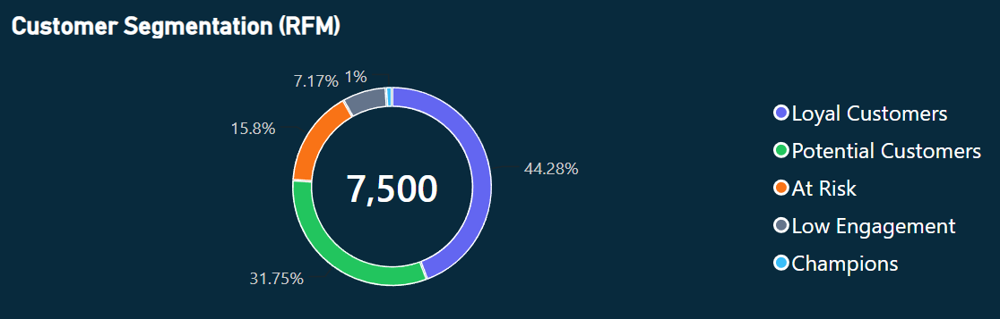 Customer Segmentation (RFM)
7.17% 1%
15.8%
44.28%
7,500
31.75%
Loyal Customers
Potential Customers
At Risk
Low Engagement
Champions